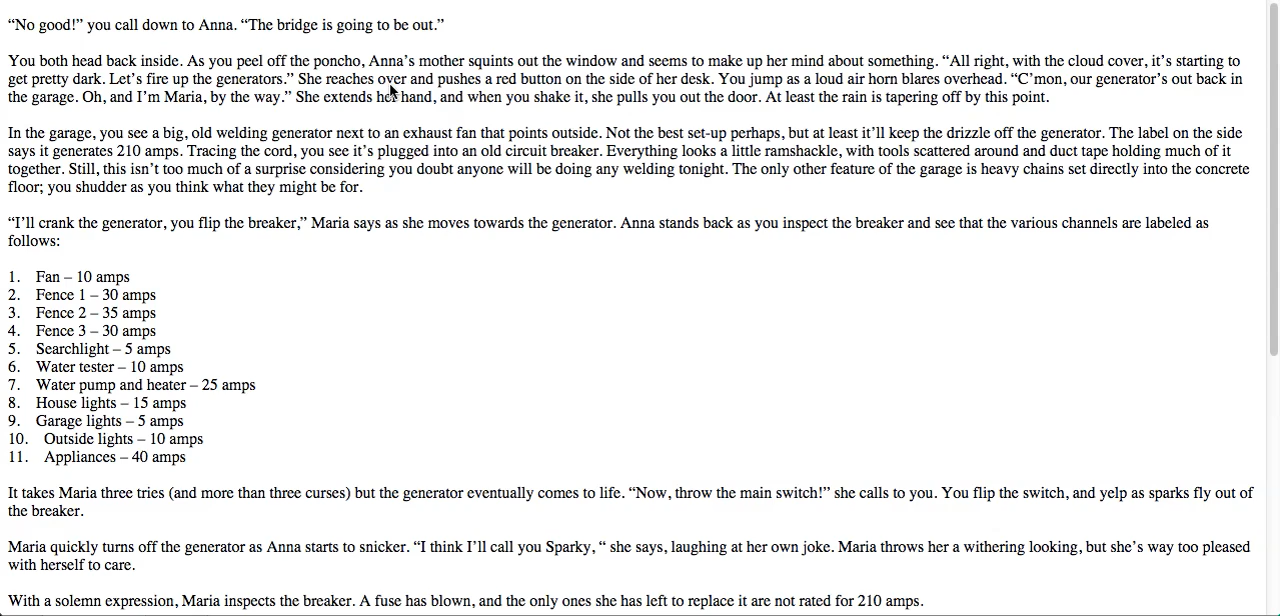 “No good!” you call down to Anna. “The bridge is going to be out.”
You both head back inside. As you peel off the poncho, Anna’s mother squints out the window and seems to make up her mind about something. “All right, with the cloud cover, it’s starting to
get pretty dark. Let’s fire up the generators.” She reaches over and pushes a red button on the side of her desk. You jump as a loud air horn blares overhead. “C’mon, our generator’s out back in
the garage. Oh, and I’m Maria, by the way.” She extends her hand, and when you shake it, she pulls you out the door. At least the rain is tapering off by this point.
In the garage, you see a big, old welding generator next to an exhaust fan that points outside. Not the best set-up perhaps, but at least it’ll keep the drizzle off the generator. The label on the side
says it generates 210 amps. Tracing the cord, you see it’s plugged into an old circuit breaker. Everything looks a little ramshackle, with tools scattered around and duct tape holding much of it
together. Still, this isn’t too much of a surprise considering you doubt anyone will be doing any welding tonight. The only other feature of the garage is heavy chains set directly into the concrete
floor; you shudder as you think what they might be for.
“I’ll crank the generator, you flip the breaker,” Maria says as she moves towards the generator. Anna stands back as you inspect the breaker and see that the various channels are labeled as
follows:
1. Fan – 10 amps
2. Fence 1 – 30 amps
3. Fence 2 – 35 amps
4. Fence 3 – 30 amps
5. Searchlight – 5 amps
6. Water tester – 10 amps
7. Water pump and heater – 25 amps
8. House lights – 15 amps
9. Garage lights – 5 amps
10. Outside lights – 10 amps
11. Appliances – 40 amps
It takes Maria three tries (and more than three curses) but the generator eventually comes to life. “Now, throw the main switch!” she calls to you. You flip the switch, and yelp as sparks fly out of
the breaker.
Maria quickly turns off the generator as Anna starts to snicker. “I think I’ll call you Sparky, “ she says, laughing at her own joke. Maria throws her a withering looking, but she’s way too pleased
with herself to care.
With a solemn expression, Maria inspects the breaker. A fuse has blown, and the only ones she has left to replace it are not rated for 210 amps.